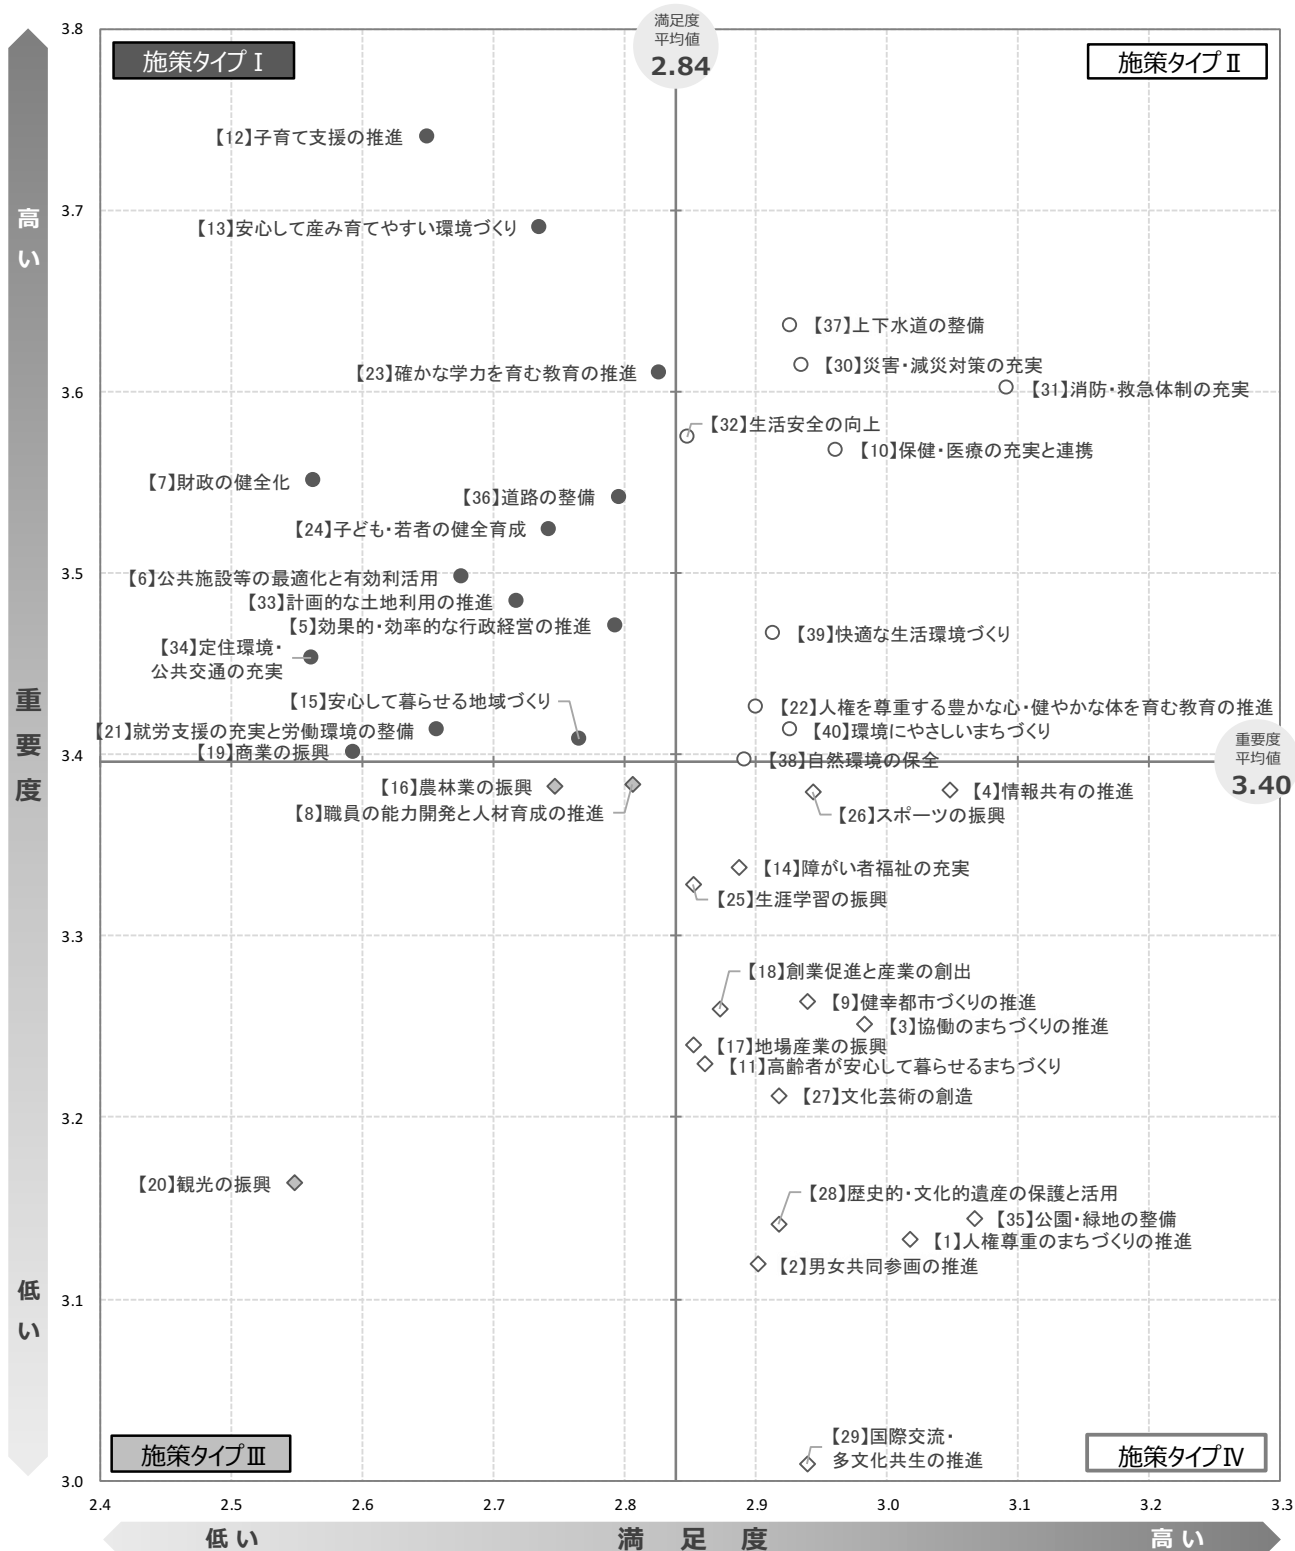 満足度
平均値
2.84
施策タイプⅠ
施策タイプⅡ
3.8
【12】子育て支援の推進
高い
3.7
【13】安心して産み育てやすい環境づくり
【37】上下水道の整備
【30】災害・減災対策の充実
【23】確かな学力を育む教育の推進
【31】消防・救急体制の充実
3.6
【32】生活安全の向上
【10】保健・医療の充実と連携
【7】財政の健全化
【36】道路の整備
【24】子ども・若者の健全育成
3.5
【6】公共施設等の最適化と有効利活用
【33】計画的な土地利用の推進
【5】効果的・効率的な行政経営の推進
【39】快適な生活環境づくり
【34】定住環境・
公共交通の充実
重要度
【15】安心して暮らせる地域づくり
【22】人権を尊重する豊かな心・健やかな体を育む教育の推進
【21】就労支援の充実と労働環境の整備
【40】環境にやさしいまちづくり
【19】商業の振興
3.4
【38】自然環境の保全
重要度
平均値
3.40
【16】農林業の振興
【4】情報共有の推進
【8】職員の能力開発と人材育成の推進
【26】スポーツの振興
【14】障がい者福祉の充実
【25】生涯学習の振興
3.3
【18】創業促進と産業の創出
【9】健幸都市づくりの推進
【3】協働のまちづくりの推進
【17】地場産業の振興
【11】高齢者が安心して暮らせるまちづくり
【27】文化芸術の創造
3.2
【20】観光の振興
【28】歴史的・文化的遺産の保護と活用
【35】公園・緑地の整備
【1】人権尊重のまちづくりの推進
【2】男女共同参画の推進
低い
3.1
【29】国際交流・
多文化共生の推進
施策タイプⅢ
施策タイプⅣ
3.0
2.4 2.5 2.6 2.7 2.8 2.9 3.0 3.1 3.2 3.3
低い 満足度 高い